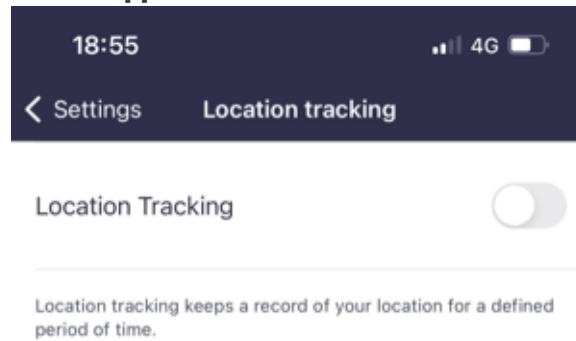 18:55 4G
Settings Location tracking
Location Tracking
Location tracking keeps a record of your location for a defined
period of time.